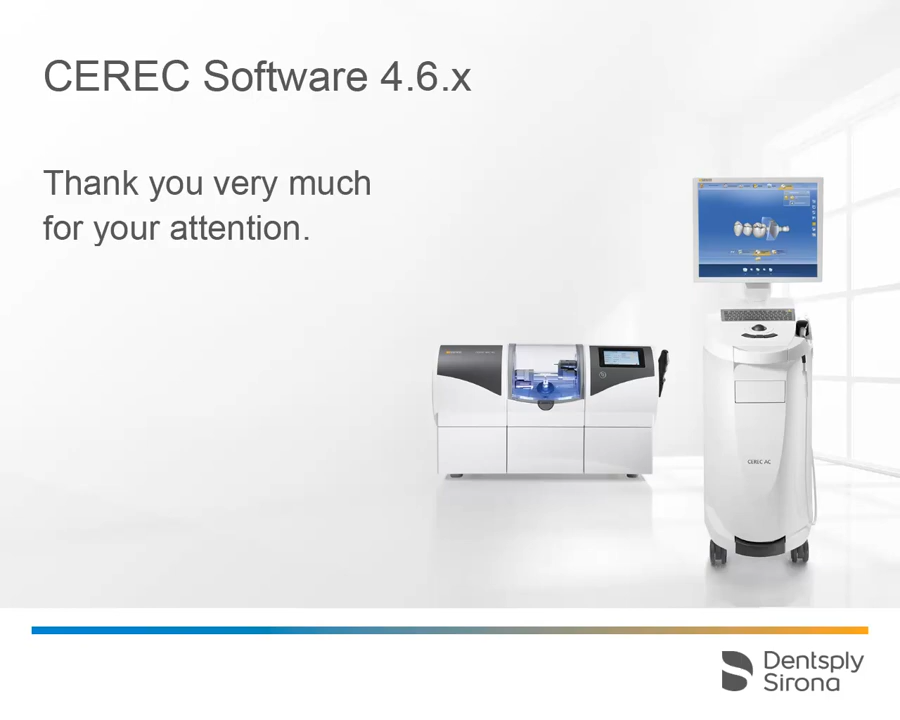 CEREC Software 4.6.x
Thank you very much
for your attention.
CEREC AC
Dentsply
Sirona